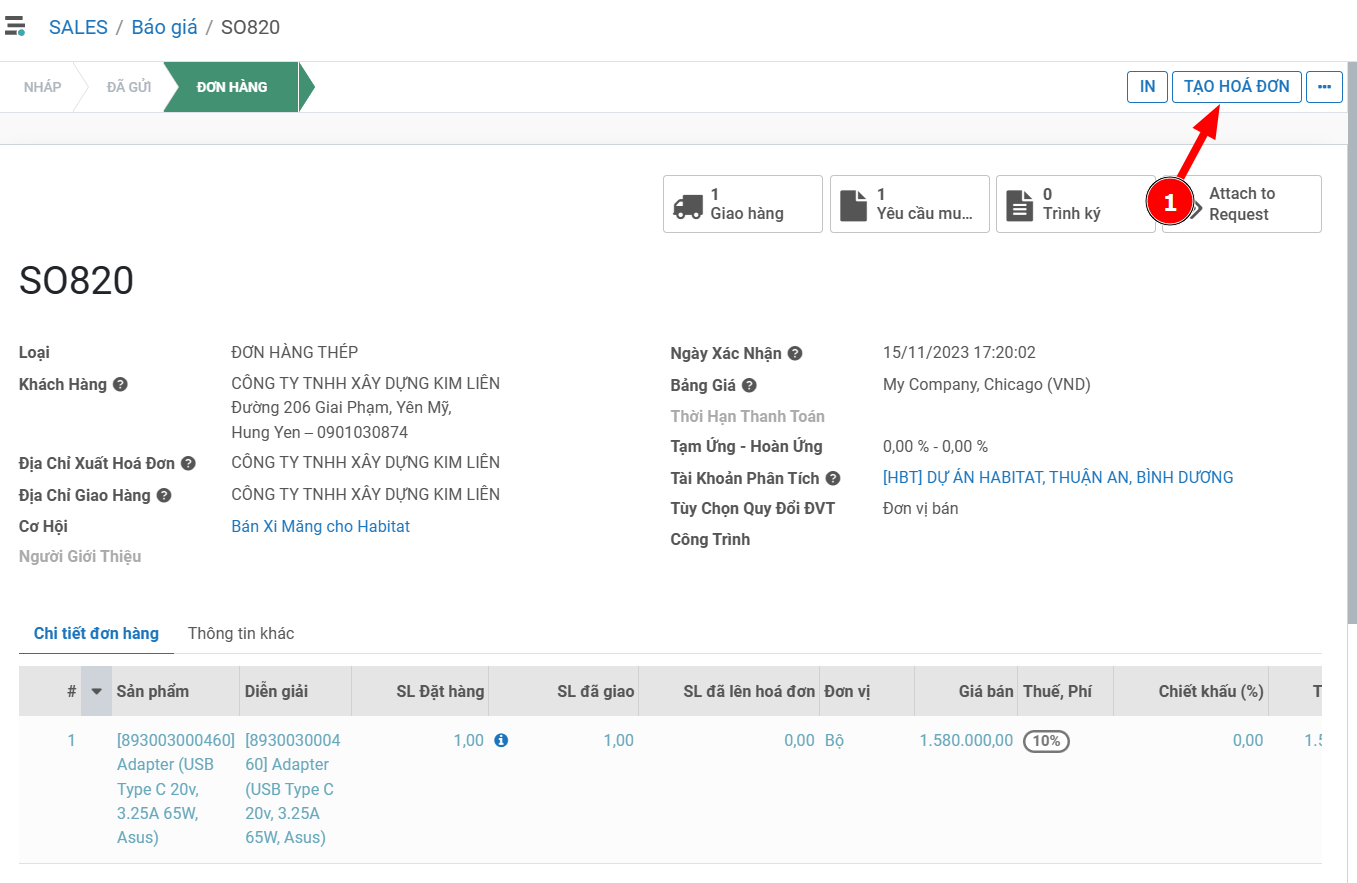 SALES / Báo giá / SO820
NHÁP ĐÃ GỬI ĐƠN HÀNG IN TẠO HOÁ ĐƠN ...
1 Giao hàng
1 Yêu cầu mu...
0 Trình ký
1
Attach to
Request
SO820
Loại ĐƠN HÀNG THÉP
Khách Hàng CÔNG TY TNHH XÂY DỰNG KIM LIÊN
Đường 206 Giai Phạm, Yên Mỹ,
Hung Yen – 0901030874
Địa Chỉ Xuất Hoá Đơn CÔNG TY TNHH XÂY DỰNG KIM LIÊN
Địa Chỉ Giao Hàng CÔNG TY TNHH XÂY DỰNG KIM LIÊN
Cơ Hội Bán Xi Măng cho Habitat
Người Giới Thiệu
Ngày Xác Nhận 15/11/2023 17:20:02
Bảng Giá My Company, Chicago (VND)
Thời Hạn Thanh Toán
Tạm Ứng - Hoàn Ứng 0,00 % - 0,00 %
Tài Khoản Phân Tích [HBT] DỰ ÁN HABITAT, THUẬN AN, BÌNH DƯƠNG
Tùy Chọn Quy Đổi ĐVT Đơn vị bán
Công Trình
Chi tiết đơn hàng Thông tin khác
# Sản phẩm Diễn giải SL Đặt hàng SL đã giao SL đã lên hoá đơn Đơn vị Giá bán Thuế, Phí Chiết khấu (%) T
1 [893003000460] [8930030004 1,00 1,00 0,00 Bộ 1.580.000,00 10% 0,00 1.5
Adapter (USB 60] Adapter
Type C 20v, (USB Type C
3.25A 65W, 20v, 3.25A
Asus) 65W, Asus)